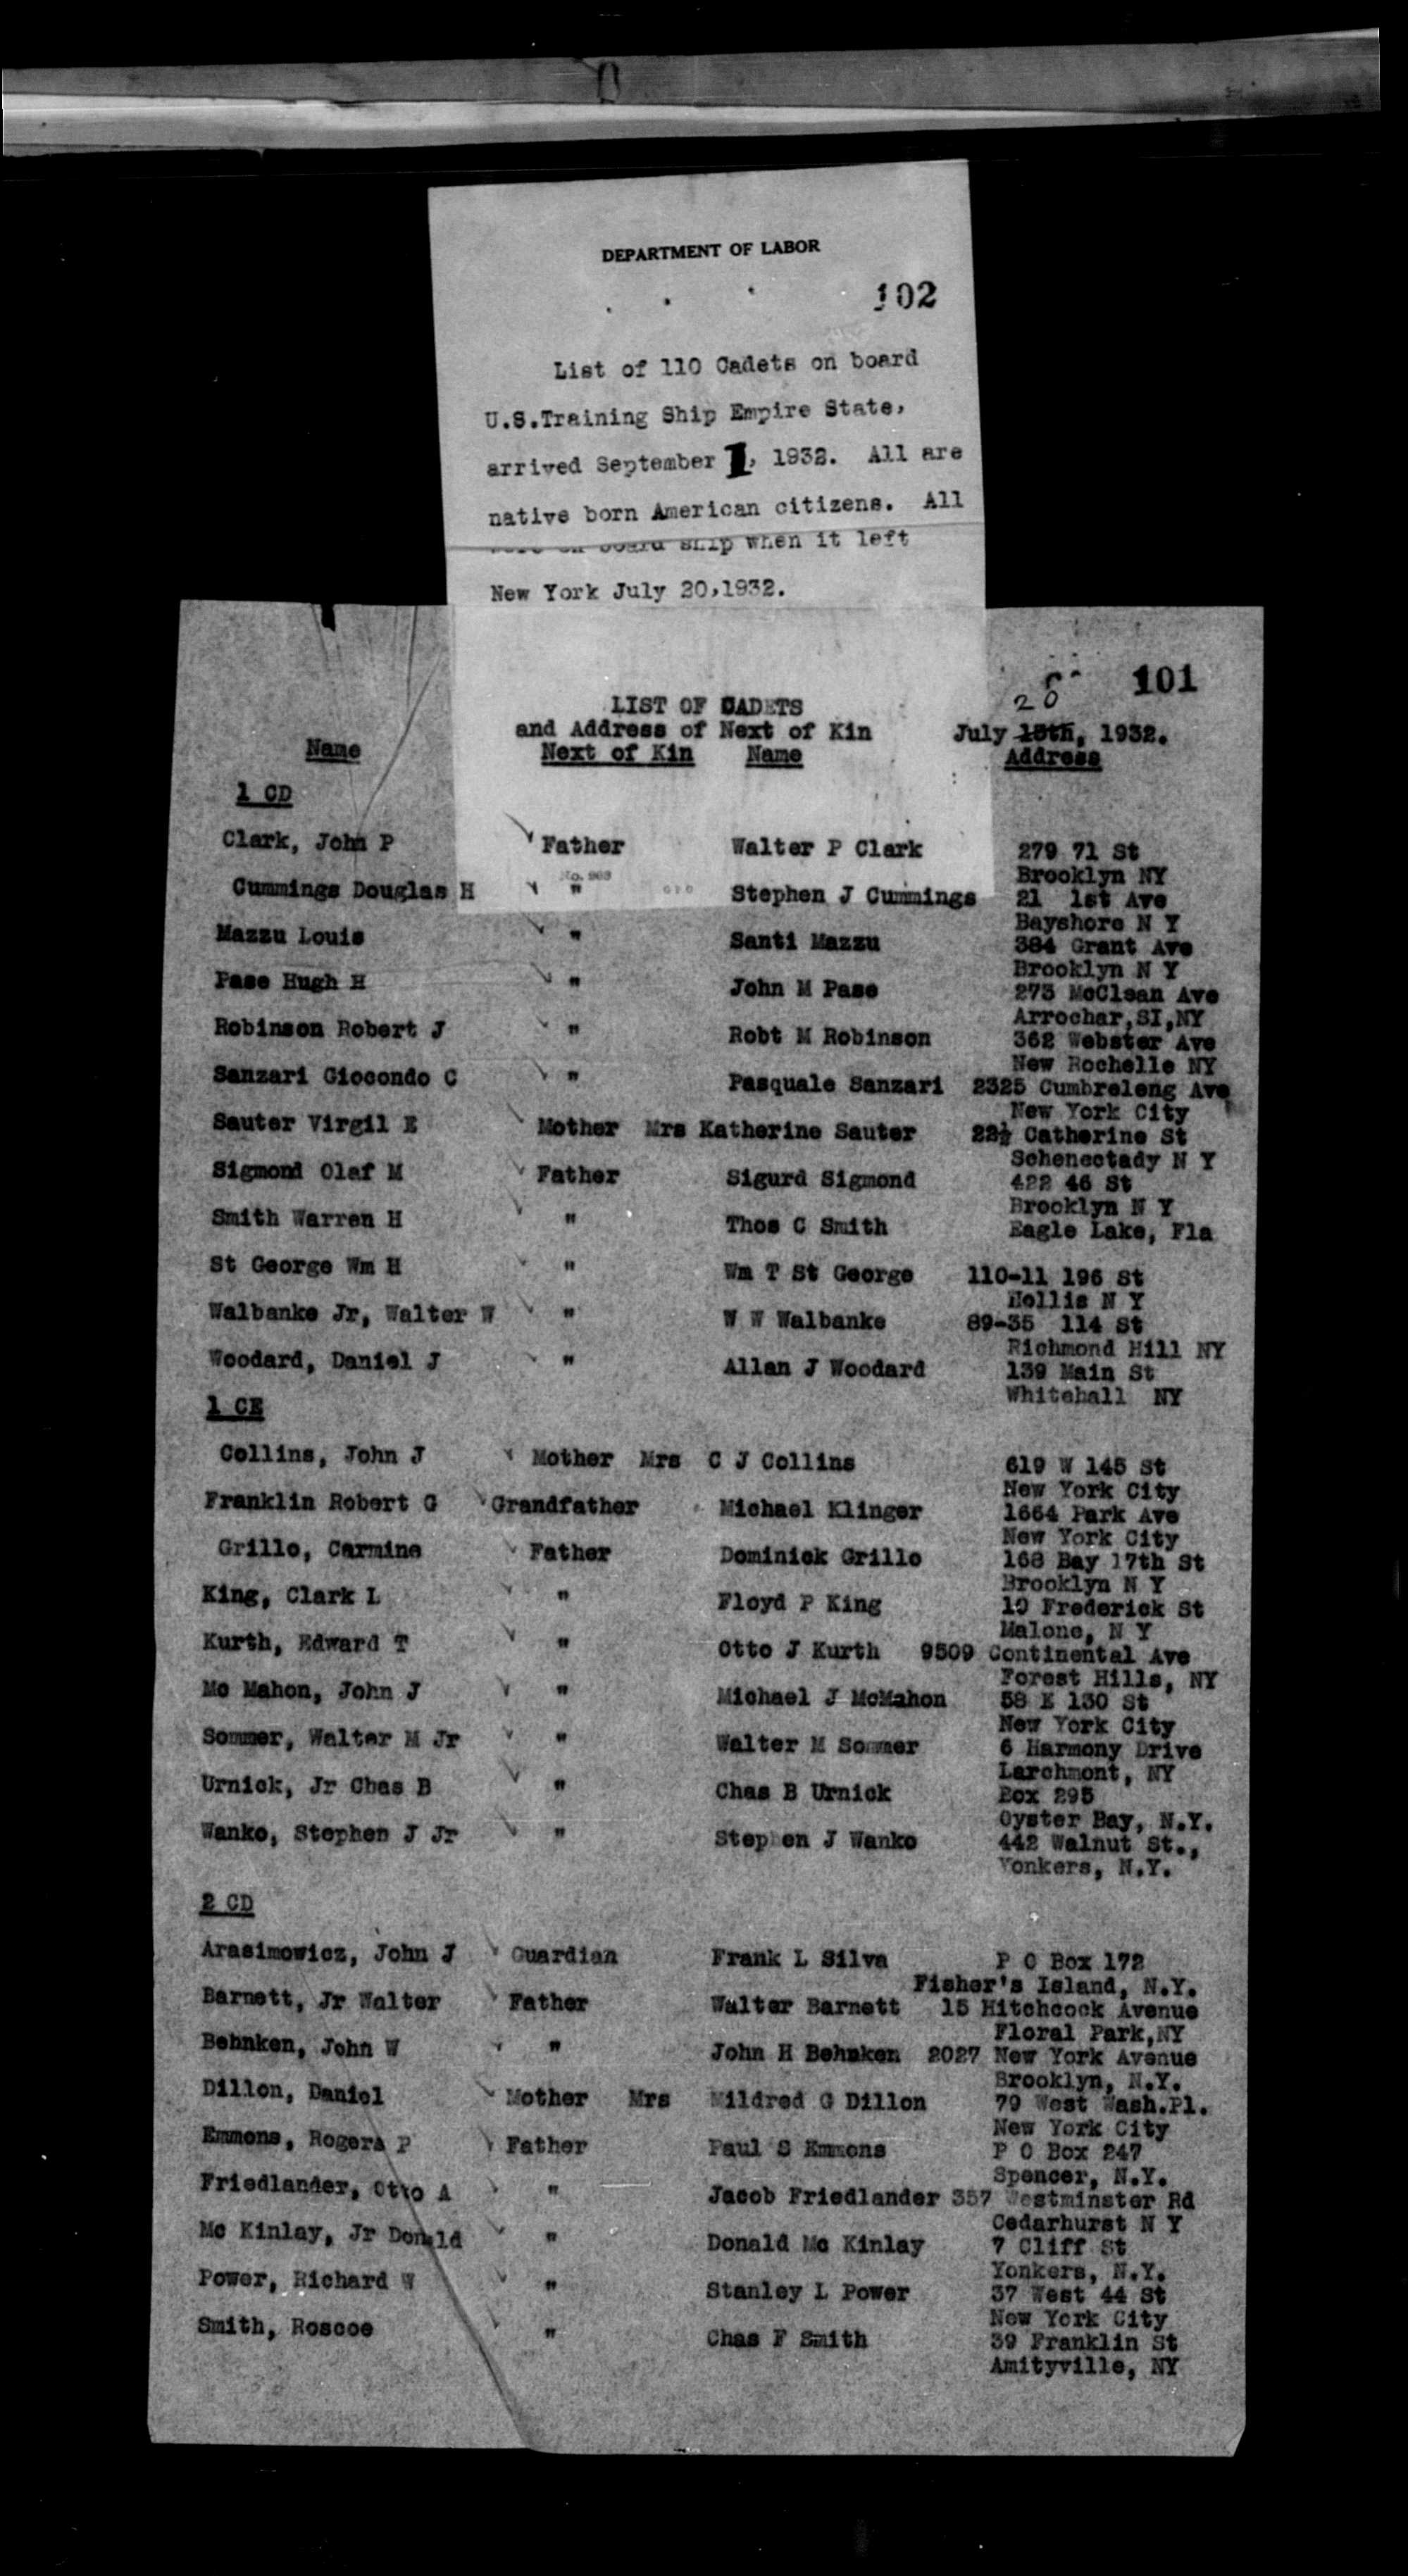 DEPARTMENT OF LABOR
102
List of 110 Cadets on board
U.S.Training Ship Empire State,
arrived September 1, 1932. All are
native born American citizens. All
were on board ship when it left
New York July 20,1932.
101
20
LIST OF CADETS
and Address of Next of Kin July 15th, 1932.
Name Next of Kin Name Address
1 CD
Clark, John P Father Walter P Clark 279 71 St
Brooklyn NY
Cummings Douglas H " Stephen J Cummings 21 1st Ave
Bayshore N Y
Mazzu Louis " Santi Mazzu 384 Grant Ave
Brooklyn N Y
Pase Hugh H " John M Pase 273 McClean Ave
Arrochar,SI,NY
Robinson Robert J " Robt M Robinson 362 Webster Ave
New Rochelle NY
Sanzari Giocondo C " Pasquale Sanzari 2325 Cumbreleng Ave
New York City
Sauter Virgil E Mother Mrs Katherine Sauter 22½ Catherine St
Schenectady N Y
Sigmond Olaf M Father Sigurd Sigmond 422 46 St
Brooklyn N Y
Smith Warren H " Thos C Smith Eagle Lake, Fla
St George Wm H " Wm T St George 110-11 196 St
Hollis N Y
Walbanke Jr, Walter W " W W Walbanke 89-35 114 St
Richmond Hill NY
Woodard, Daniel J " Allan J Woodard 139 Main St
Whitehall NY
1 CE
Collins, John J Mother Mrs C J Collins 619 W 145 St
New York City
Franklin Robert G Grandfather Michael Klinger 1664 Park Ave
New York City
Grillo, Carmine Father Dominick Grillo 168 Bay 17th St
Brooklyn N Y
King, Clark L " Floyd P King 19 Frederick St
Malone, N Y
Kurth, Edward T " Otto J Kurth 9509 Continental Ave
Forest Hills, NY
Mc Mahon, John J " Michael J McMahon 58 E 130 St
New York City
Sommer, Walter M Jr " Walter M Sommer 6 Harmony Drive
Larchmont, NY
Urnick, Jr Chas B " Chas B Urnick Box 295
Oyster Bay, N.Y.
Wanko, Stephen J Jr " Stephen J Wanko 442 Walnut St.,
Yonkers, N.Y.
2 CD
Arasimowicz, John J Guardian Frank L Silva P O Box 172
Fisher's Island, N.Y.
Barnett, Jr Walter Father Walter Barnett 15 Hitchcock Avenue
Floral Park,NY
Behnken, John W " John H Behnken 2027 New York Avenue
Brooklyn, N.Y.
Dillon, Daniel Mother Mrs Mildred G Dillon 79 West Wash.Pl.
New York City
Emmons, Rogers P Father Paul S Emmons P O Box 247
Spencer, N.Y.
Friedlander, Otto A " Jacob Friedlander 357 Westminster Rd
Cedarhurst N Y
Mc Kinlay, Jr Donald " Donald Mc Kinlay 7 Cliff St
Yonkers, N.Y.
Power, Richard W " Stanley L Power 37 West 44 St
New York City
Smith, Roscoe " Chas F Smith 39 Franklin St
Amityville, NY